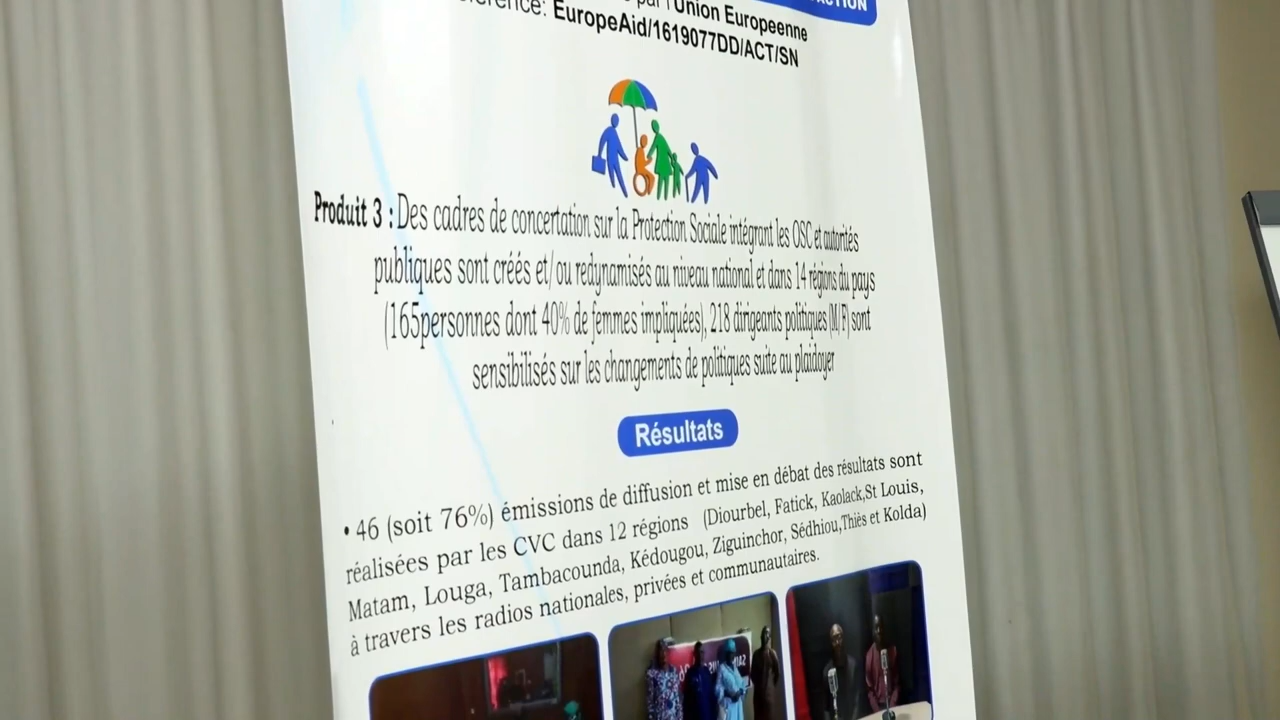 ACTION
par l'Union Européenne
Référence: EuropeAid/1619077DD/ACT/SN
Produit 3 : Des cadres de concertation sur la Protection Sociale intégrant les OSC et autorités
publiques sont créés et/ou redynamisés au niveau national et dans 14 régions du pays
(165personnes dont 40% de femmes impliquées), 218 dirigeants politiques (M/F) sont
sensibilisés sur les changements de politiques suite au plaidoyer
Résultats
• 46 (soit 76%) émissions de diffusion et mise en débat des résultats sont
réalisées par les CVC dans 12 régions (Diourbel, Fatick, Kaolack,St Louis,
Matam, Louga, Tambacounda, Kédougou, Ziguinchor, Sédhiou,Thiès et Kolda)
à travers les radios nationales, privées et communautaires.